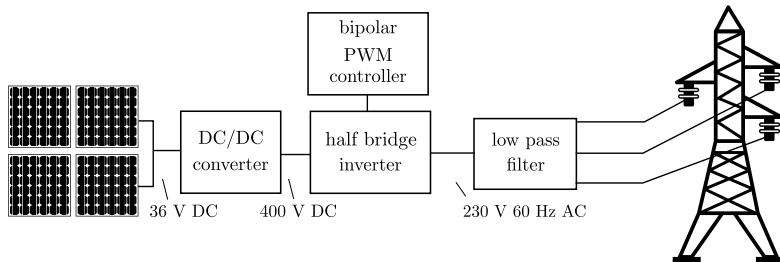 bipolar
PWM
controller
DC/DC
converter
half bridge
inverter
low pass
filter
36 V DC
400 V DC
230 V 60 Hz AC